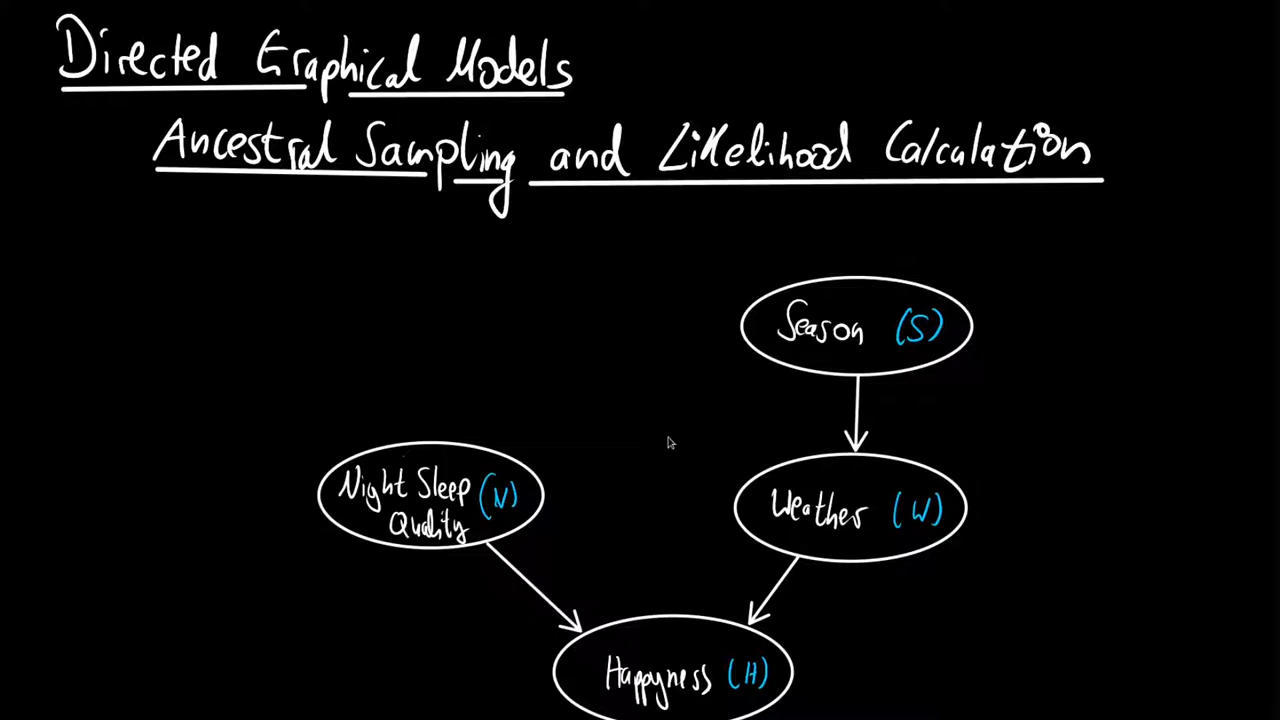 Directed Graphical Models
Ancestral Sampling and Likelihood Calculation
Season (S)
Night Sleep
Quality (N)
Weather (W)
Happyness (H)